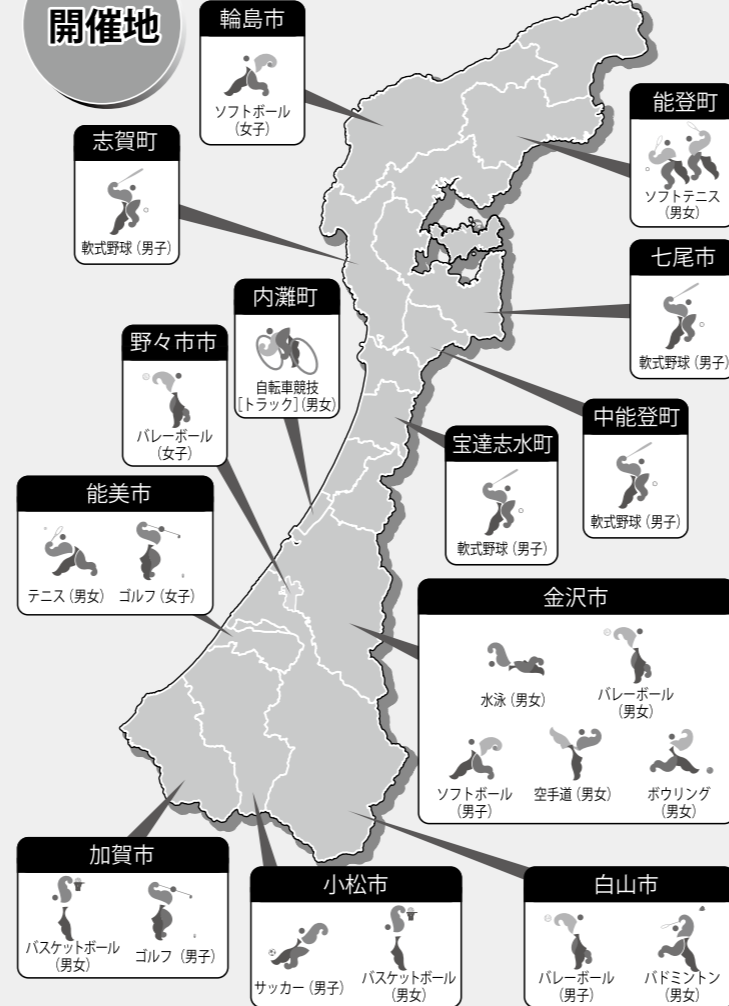 開催地
輪島市
ソフトボール
(女子)
能登町
ソフトテニス
(男女)
志賀町
軟式野球(男子)
七尾市
軟式野球(男子)
内灘町
自転車競技
[トラック](男女)
野々市市
バレーボール
(女子)
中能登町
軟式野球(男子)
宝達志水町
軟式野球(男子)
能美市
テニス(男女)
ゴルフ(女子)
金沢市
水泳(男女)
バレーボール
(男女)
ソフトボール
(男子)
空手道(男女)
ボウリング
(男女)
加賀市
バスケットボール
(男女)
ゴルフ(男子)
小松市
サッカー(男子)
バスケットボール
(男女)
白山市
バレーボール
(男子)
バドミントン
(男女)